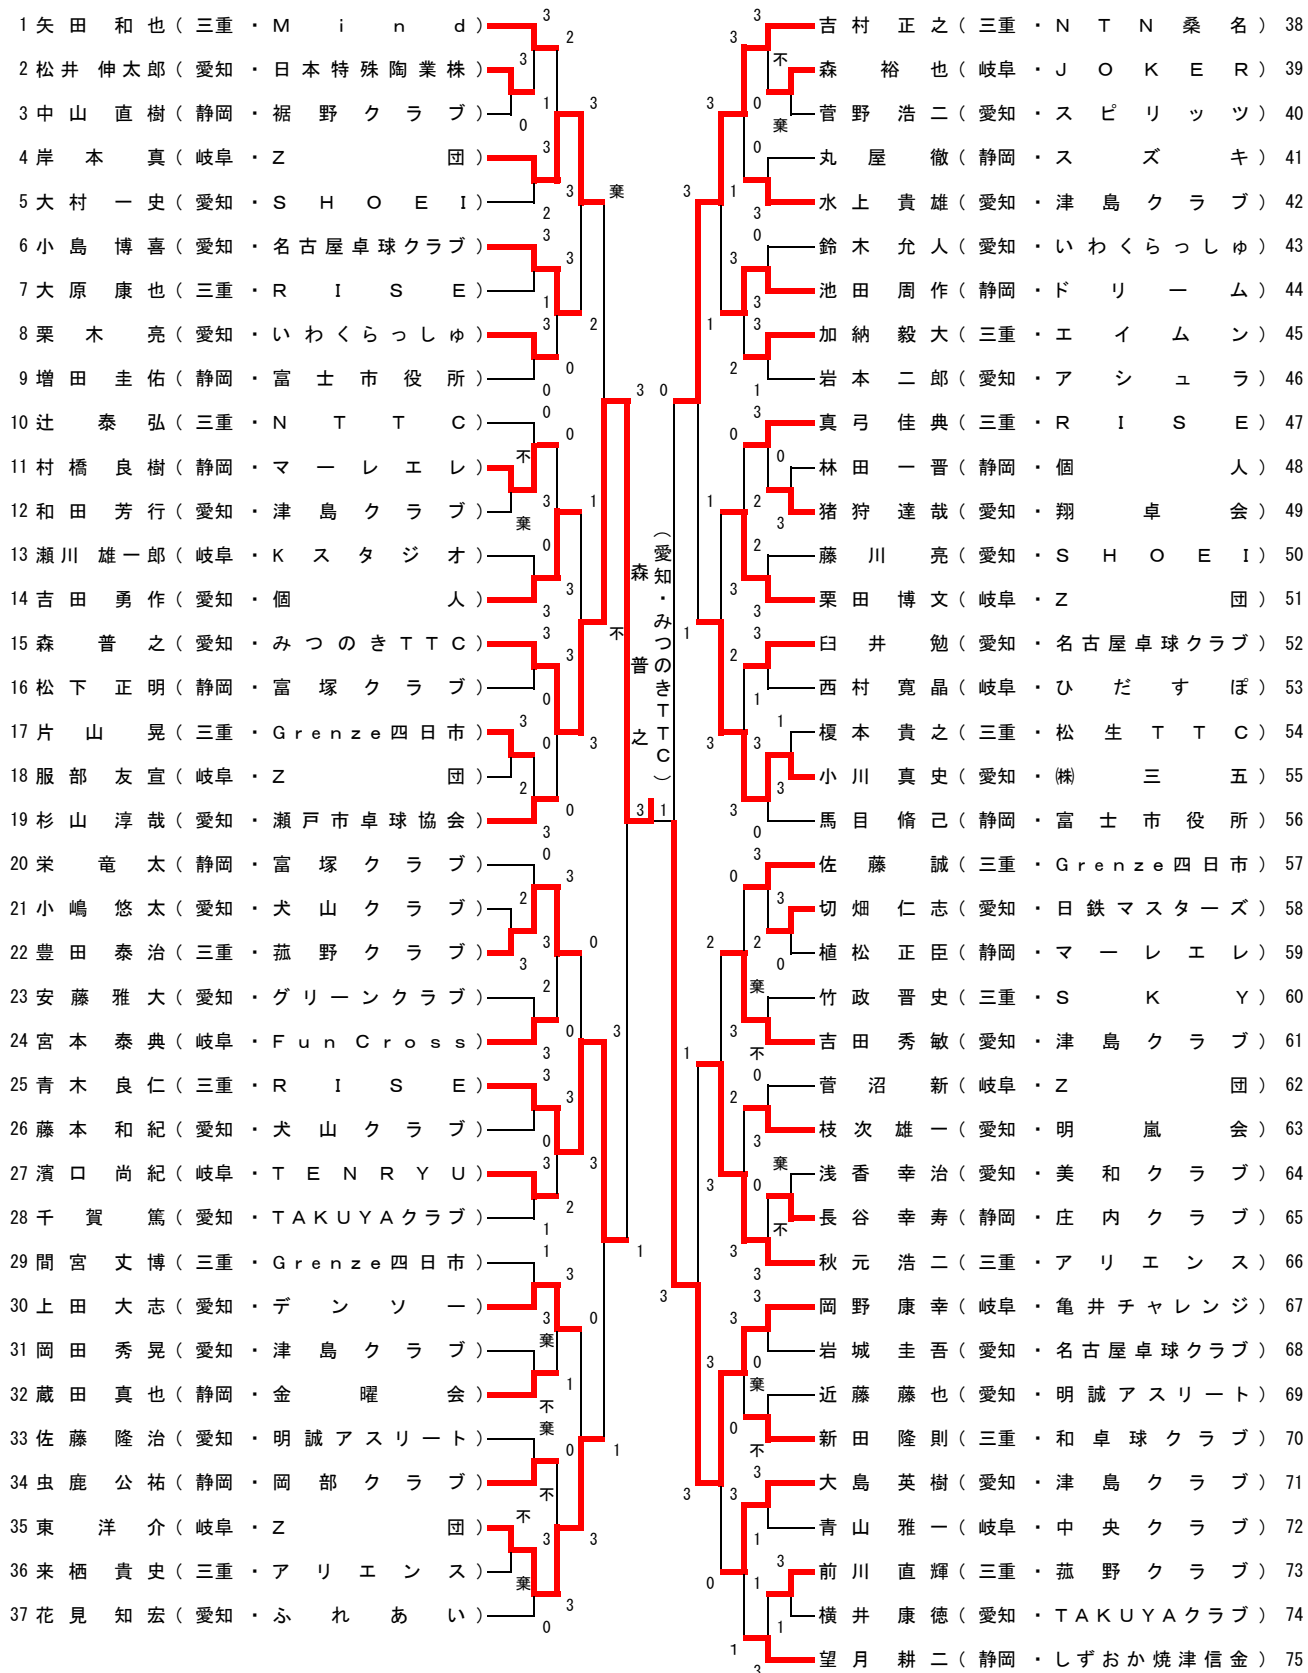 1 矢田 和也 ( 三重 ・ Mind )
2 松井 伸太郎 ( 愛知 ・ 日本特殊陶業株 )
3 中山 直樹 ( 静岡 ・ 裾野クラブ )
4 岸本 真 ( 岐阜 ・ Z団 )
5 大村 一史 ( 愛知 ・ SHOEI )
6 小島 博喜 ( 愛知 ・ 名古屋卓球クラブ )
7 大原 康也 ( 三重 ・ RISE )
8 栗木 亮 ( 愛知 ・ いわくらっしゅ )
9 増田 圭佑 ( 静岡 ・ 富士市役所 )
10 辻 泰弘 ( 三重 ・ NTTC )
11 村橋 良樹 ( 静岡 ・ マーレエレ )
12 和田 芳行 ( 愛知 ・ 津島クラブ )
13 瀬川 雄一郎 ( 岐阜 ・ Kスタジオ )
14 吉田 勇作 ( 愛知 ・ 個人 )
15 森 普之 ( 愛知 ・ みつのきTTC )
16 松下 正明 ( 静岡 ・ 富塚クラブ )
17 片山 晃 ( 三重 ・ Grenze四日市 )
18 服部 友宣 ( 岐阜 ・ Z団 )
19 杉山 淳哉 ( 愛知 ・ 瀬戸市卓球協会 )
20 栄 竜太 ( 静岡 ・ 富塚クラブ )
21 小嶋 悠太 ( 愛知 ・ 犬山クラブ )
22 豊田 泰治 ( 三重 ・ 菰野クラブ )
23 安藤 雅大 ( 愛知 ・ グリーンクラブ )
24 宮本 泰典 ( 岐阜 ・ FunCross )
25 青木 良仁 ( 三重 ・ RISE )
26 藤本 和紀 ( 愛知 ・ 犬山クラブ )
27 濱口 尚紀 ( 岐阜 ・ TENRYU )
28 千賀 篤 ( 愛知 ・ TAKUYAクラブ )
29 間宮 丈博 ( 三重 ・ Grenze四日市 )
30 上田 大志 ( 愛知 ・ デンソー )
31 岡田 秀晃 ( 愛知 ・ 津島クラブ )
32 蔵田 真也 ( 静岡 ・ 金曜会 )
33 佐藤 隆治 ( 愛知 ・ 明誠アスリート )
34 虫鹿 公祐 ( 静岡 ・ 岡部クラブ )
35 東 洋介 ( 岐阜 ・ Z団 )
36 来栖 貴史 ( 三重 ・ アリエンス )
37 花見 知宏 ( 愛知 ・ ふれあい )
森 普之
( 愛知・みつのきTTC )
3 1
3 0
棄 不
吉村 正之 ( 三重 ・ NTN桑名 ) 38
森 裕也 ( 岐阜 ・ JOKER ) 39
菅野 浩二 ( 愛知 ・ スピリッツ ) 40
丸屋 徹 ( 静岡 ・ スズキ ) 41
水上 貴雄 ( 愛知 ・ 津島クラブ ) 42
鈴木 允人 ( 愛知 ・ いわくらっしゅ ) 43
池田 周作 ( 静岡 ・ ドリーム ) 44
加納 毅大 ( 三重 ・ エイムン ) 45
岩本 二郎 ( 愛知 ・ アシュラ ) 46
真弓 佳典 ( 三重 ・ RISE ) 47
林田 一晋 ( 静岡 ・ 個人 ) 48
猪狩 達哉 ( 愛知 ・ 翔卓会 ) 49
藤川 亮 ( 愛知 ・ SHOEI ) 50
栗田 博文 ( 岐阜 ・ Z団 ) 51
臼井 勉 ( 愛知 ・ 名古屋卓球クラブ ) 52
西村 寛晶 ( 岐阜 ・ ひだすぽ ) 53
榎本 貴之 ( 三重 ・ 松生TTC ) 54
小川 真史 ( 愛知 ・ ㈱三五 ) 55
馬目 脩己 ( 静岡 ・ 富士市役所 ) 56
佐藤 誠 ( 三重 ・ Grenze四日市 ) 57
切畑 仁志 ( 愛知 ・ 日鉄マスターズ ) 58
植松 正臣 ( 静岡 ・ マーレエレ ) 59
竹政 晋史 ( 三重 ・ SKY ) 60
吉田 秀敏 ( 愛知 ・ 津島クラブ ) 61
菅沼 新 ( 岐阜 ・ Z団 ) 62
枝次 雄一 ( 愛知 ・ 明嵐会 ) 63
浅香 幸治 ( 愛知 ・ 美和クラブ ) 64
長谷 幸寿 ( 静岡 ・ 庄内クラブ ) 65
秋元 浩二 ( 三重 ・ アリエンス ) 66
岡野 康幸 ( 岐阜 ・ 亀井チャレンジ ) 67
岩城 圭吾 ( 愛知 ・ 名古屋卓球クラブ ) 68
近藤 藤也 ( 愛知 ・ 明誠アスリート ) 69
新田 隆則 ( 三重 ・ 和卓球クラブ ) 70
大島 英樹 ( 愛知 ・ 津島クラブ ) 71
青山 雅一 ( 岐阜 ・ 中央クラブ ) 72
前川 直輝 ( 三重 ・ 菰野クラブ ) 73
横井 康徳 ( 愛知 ・ TAKUYAクラブ ) 74
望月 耕二 ( 静岡 ・ しずおか焼津信金 ) 75